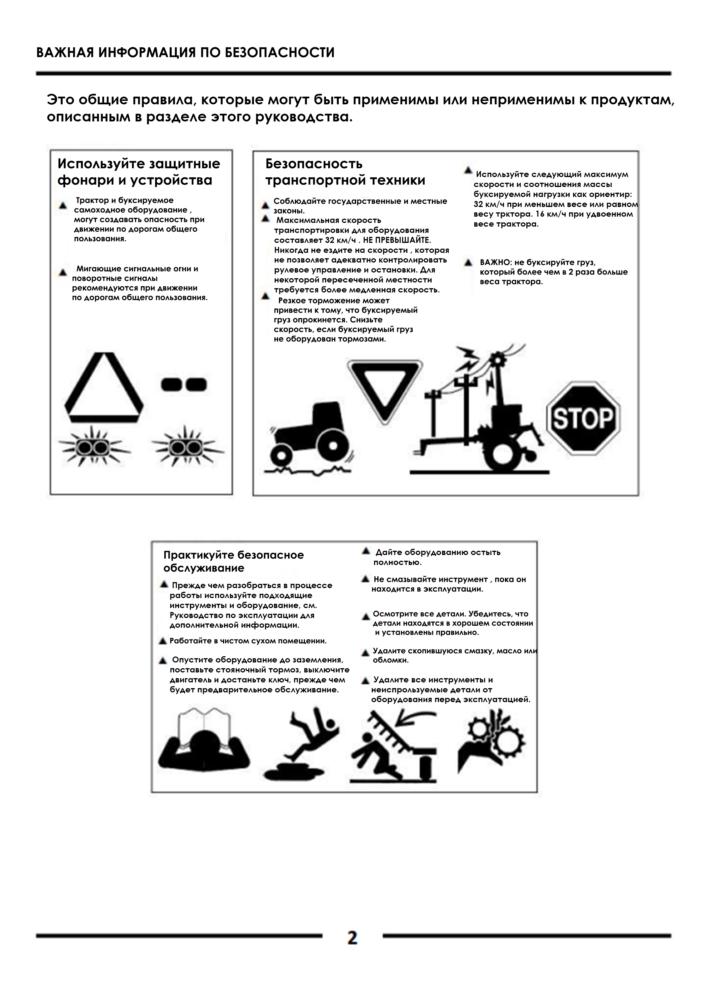 ВАЖНАЯ ИНФОРМАЦИЯ ПО БЕЗОПАСНОСТИ
Это общие правила, которые могут быть применимы или неприменимы к продуктам,
описанным в разделе этого руководства.
Используйте защитные
фонари и устройства
Трактор и буксируемое
самоходное оборудование ,
могут создавать опасность при
движении по дорогам общего
пользования.
Мигающие сигнальные огни и
поворотные сигналы
рекомендуются при движении
по дорогам общего пользования.
Безопасность
транспортной техники
Соблюдайте государственные и местные
законы.
Максимальная скорость
транспортировки для оборудования
составляет 32 км/ч . НЕ ПРЕВЫШАЙТЕ.
Никогда не ездите на скорости , которая
не позволяет адекватно контролировать
рулевое управление и остановки. Для
некоторой пересеченной местности
требуется более медленная скорость.
Резкое торможение может
привести к тому, что буксируемый
груз опрокинется. Снизьте
скорость, если буксируемый груз
не оборудован тормозами.
Используйте следующий максимум
скорости и соотношения массы
буксируемой нагрузки как ориентир:
32 км/ч при меньшем весе или равном
весу трктора. 16 км/ч при удвоенном
весе трактора.
ВАЖНО: не буксируйте груз,
который более чем в 2 раза больше
веса трактора.
STOP
Практикуйте безопасное
обслуживание
Прежде чем разобраться в процессе
работы используйте подходящие
инструменты и оборудование, см.
Руководство по эксплуатации для
дополнительной информации.
Работайте в чистом сухом помещении.
Опустите оборудование до заземления,
поставьте стояночный тормоз, выключите
двигатель и достаньте ключ, прежде чем
будет предварительное обслуживание.
Дайте оборудованию остыть
полностью.
Не смазывайте инструмент , пока он
находится в эксплуатации.
Осмотрите все детали. Убедитесь, что
детали находятся в хорошем состоянии
и установлены правильно.
Удалите скопившуюся смазку, масло или
обломки.
Удалите все инструменты и
неиспрользуемые детали от
оборудования перед эксплуатацией.
2